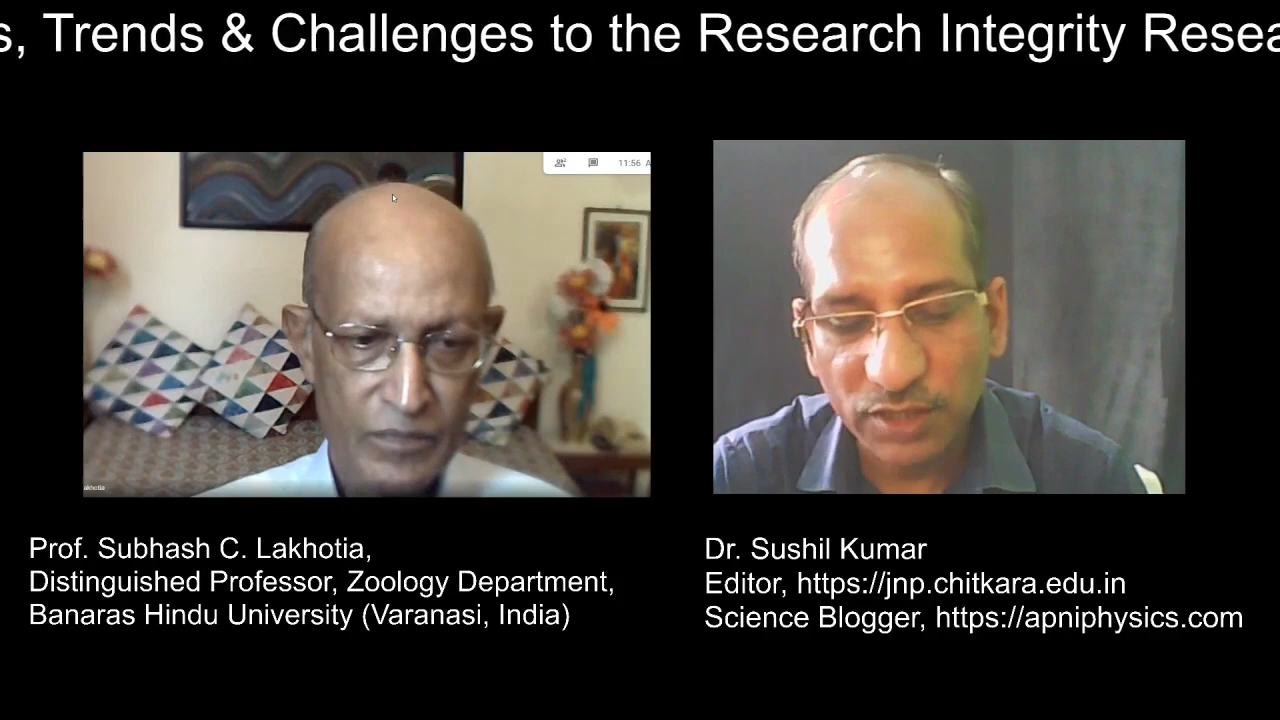 s, Trends & Challenges to the Research Integrity Resea
11:56 A
akhotia
Prof. Subhash C. Lakhotia,
Distinguished Professor, Zoology Department,
Banaras Hindu University (Varanasi, India)
Dr. Sushil Kumar
Editor, https://jnp.chitkara.edu.in
Science Blogger, https://apniphysics.com